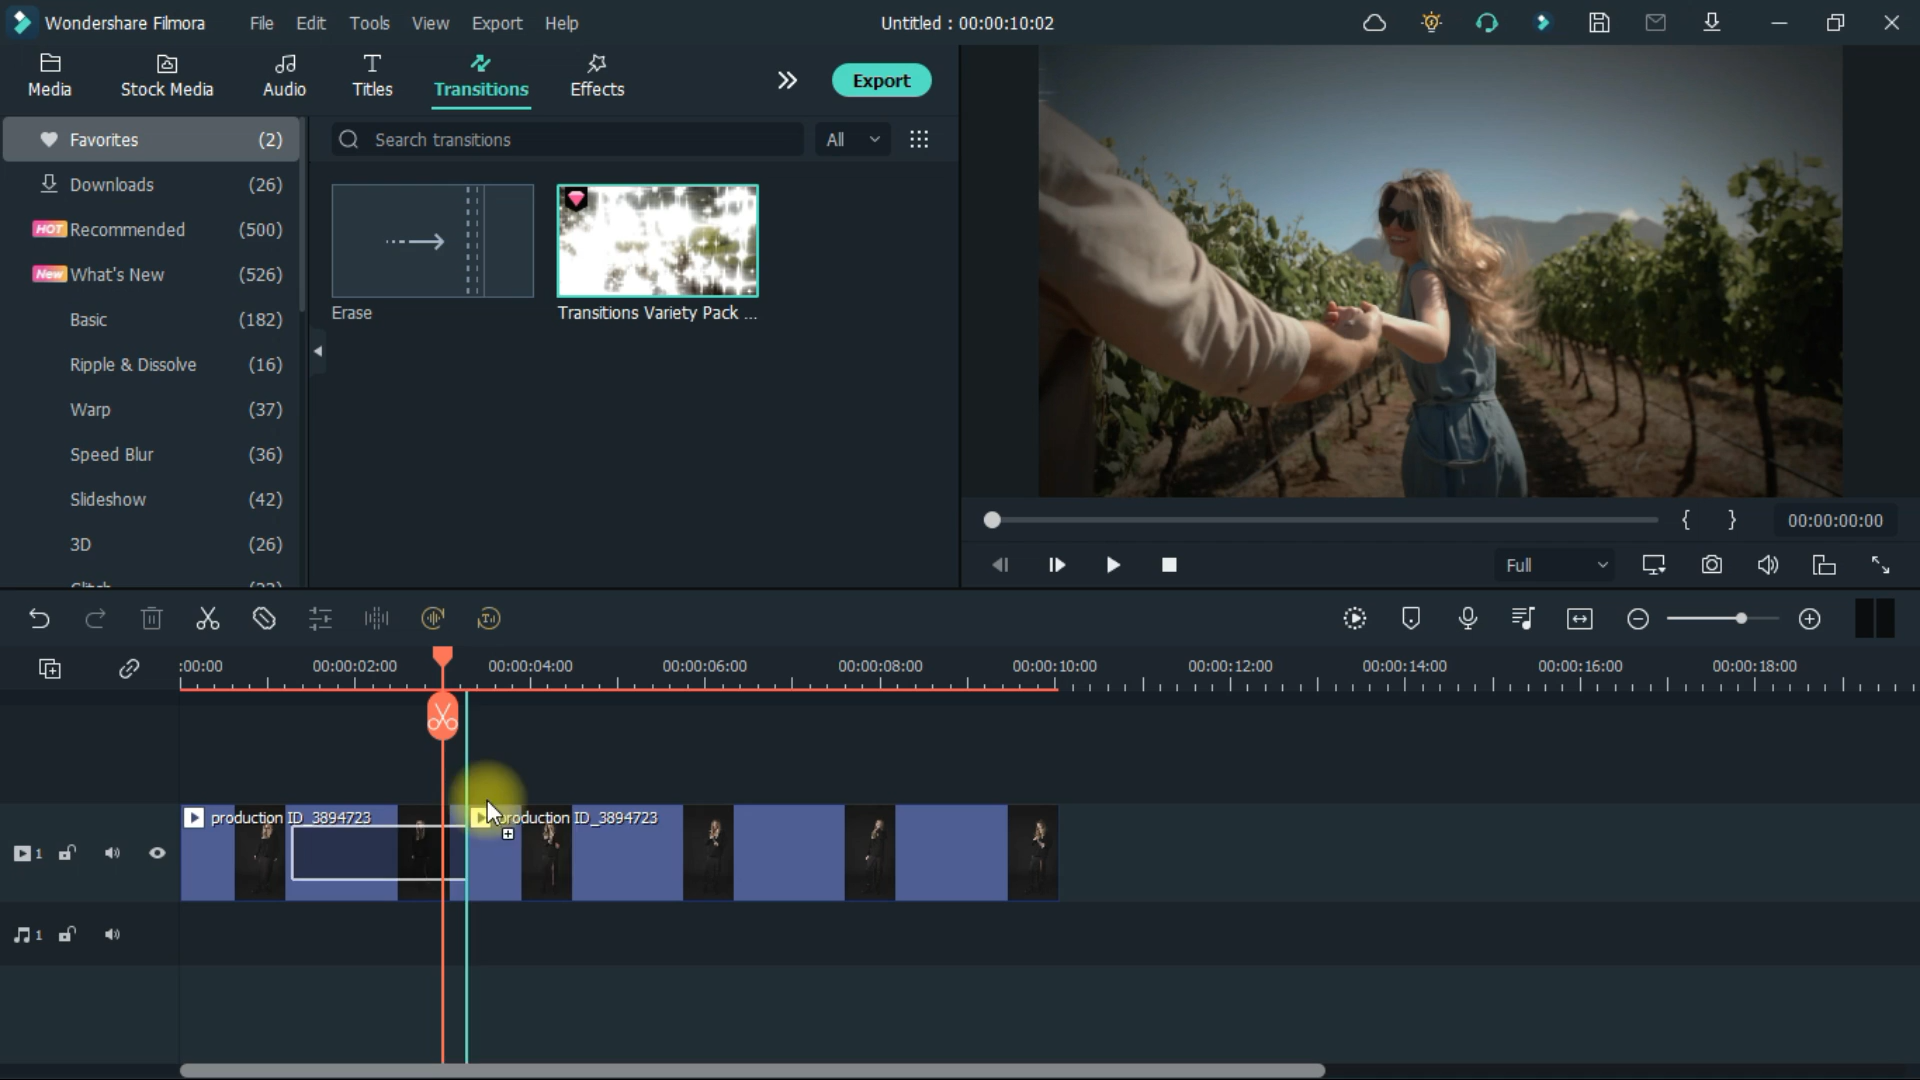 Wondershare Filmora File Edit Tools View Export Help Untitled : 00:00:10:02
Media Stock Media Audio Titles Transitions Effects Export
Favorites (2)
Search transitions All
Downloads (26)
HOT Recommended (500)
New What's New (526)
Erase Transitions Variety Pack ...
Basic (182)
Ripple & Dissolve (16)
Warp (37)
Speed Blur (36)
Slideshow (42)
3D (26)
{ } 00:00:00:00
Full
:00:00 00:00:02:00 00:00:04:00 00:00:06:00 00:00:08:00 00:00:10:00 00:00:12:00 00:00:14:00 00:00:16:00 00:00:18:00
production ID_3894723 production ID_3894723
1
1